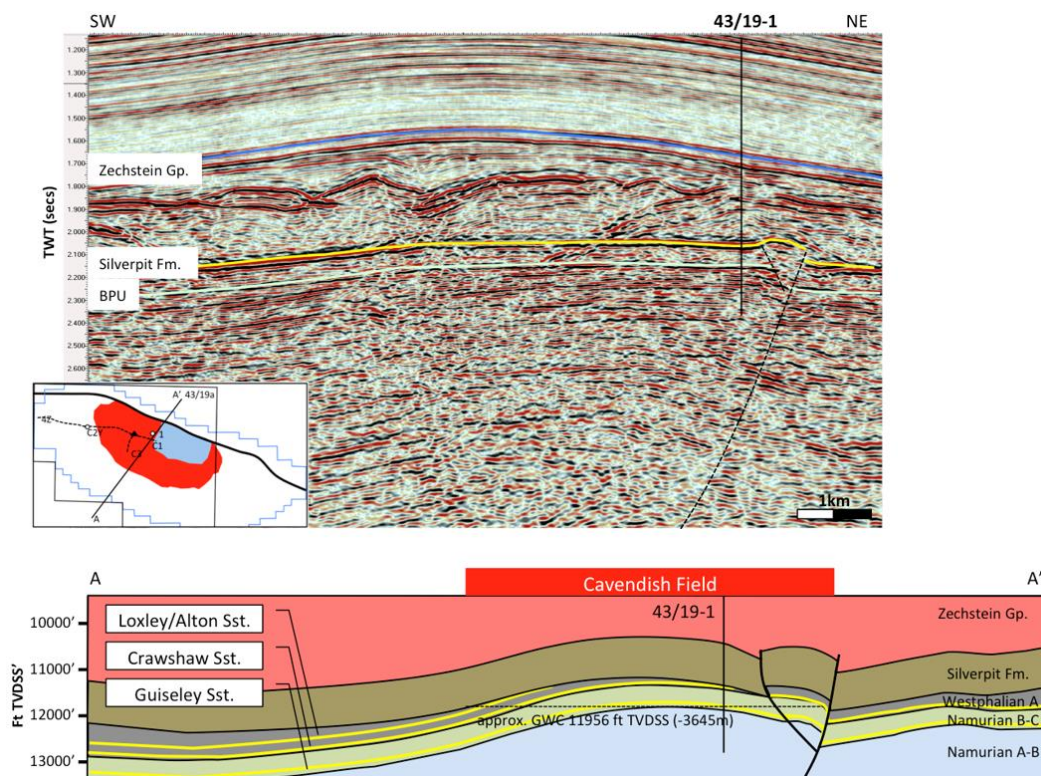 SW
43/19-1
NE
1.200
1.300
1.400
1.500
1.600
1.700
1.800
1.900
2.000
2.100
2.200
2.300
2.400
2.500
2.600
TWT (secs)
Zechstein Gp.
Silverpit Fm.
BPU
A' 43/19a
4Z
C2Y
1
C1
C3
A
1km
A
Cavendish Field
A'
43/19-1
10000’
11000’
12000’
13000’
Ft TVDSS’
Loxley/Alton Sst.
Crawshaw Sst.
Guiseley Sst.
Zechstein Gp.
Silverpit Fm.
Westphalian A
approx. GWC 11956 ft TVDSS (-3645m)
Namurian B-C
Namurian A-B